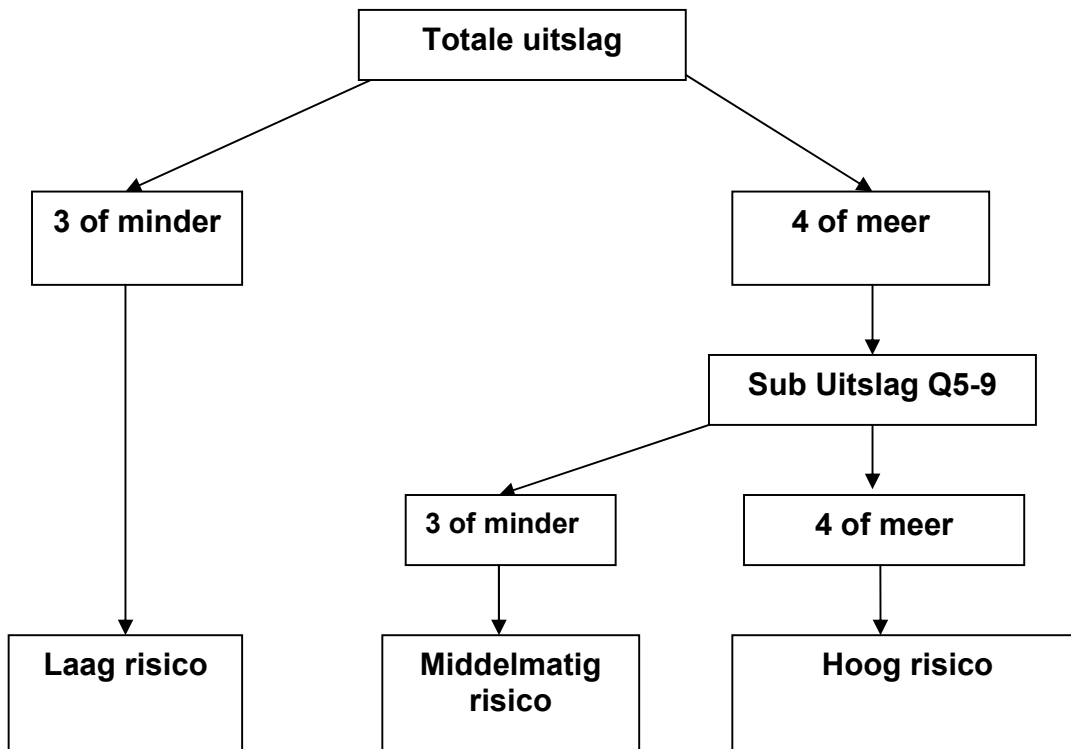 Totale uitslag
3 of minder
4 of meer
Sub Uitslag Q5-9
3 of minder
4 of meer
Laag risico
Middelmatig
risico
Hoog risico